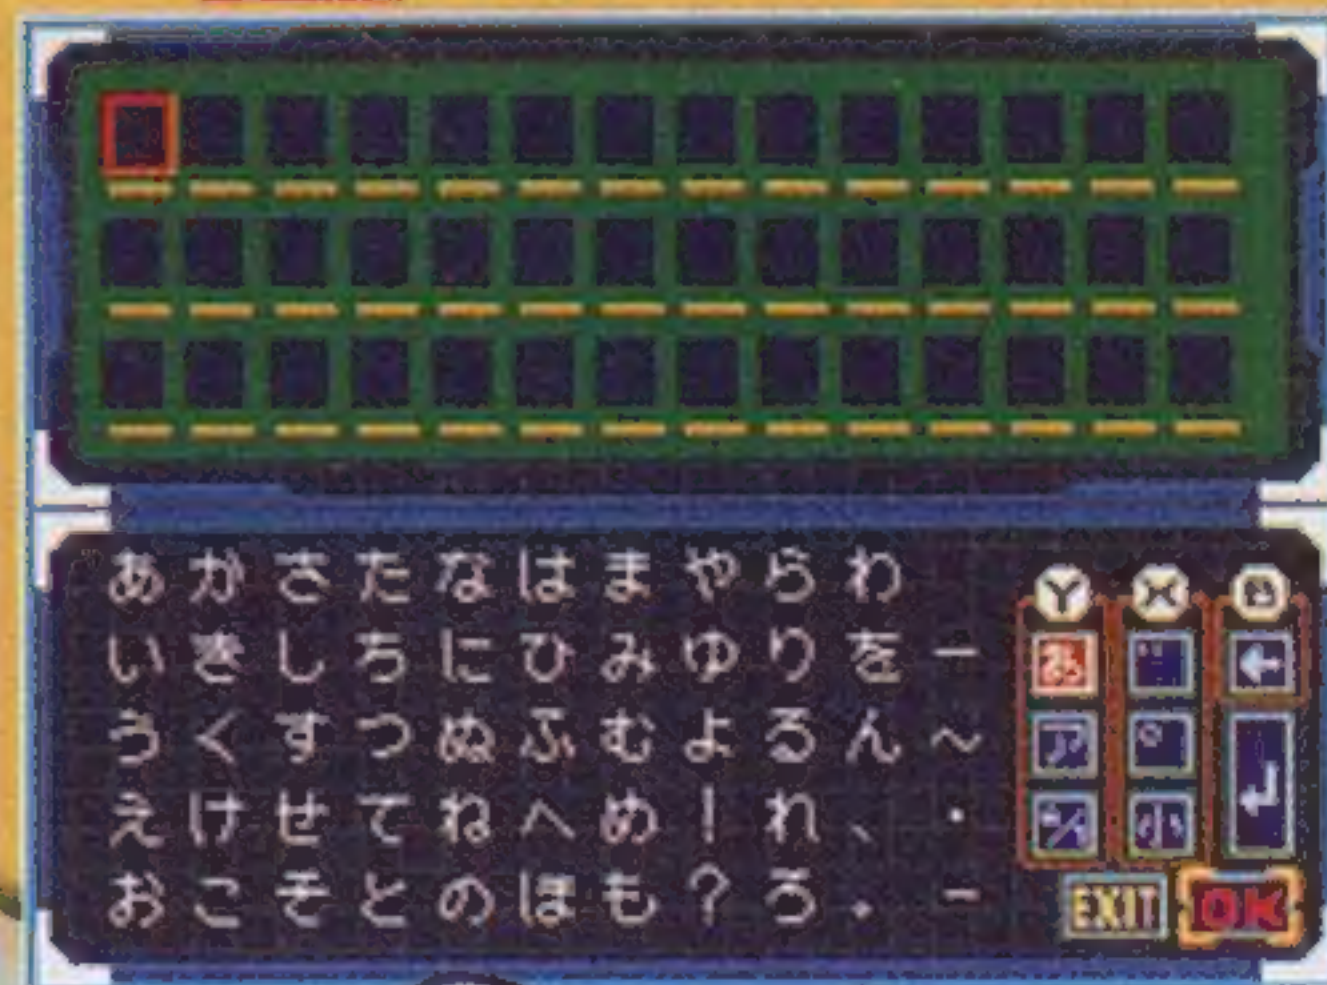 あかさたなはまやらわ
いきしちにひみゆりをー
うくすつぬふむよるん～
えけせてねへめ！れ、・
おこそとのほも？ろ。-
Y X B
あ ゛ ←
ア ゜ ↵
小
EXIT OK